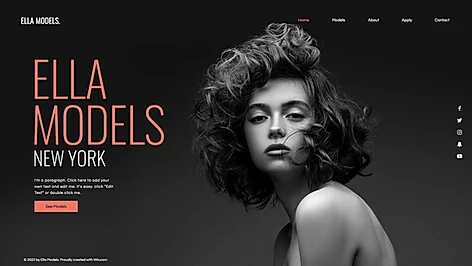 ELLA MODELS.
Home Models About Apply Contact
ELLA
MODELS
NEW YORK
I'm a paragraph. Click here to add your
own text and edit me. It's easy. click "Edit
Text" or double click me.
See Models
© 2023 by Ella Models. Proudly created with Wix.com